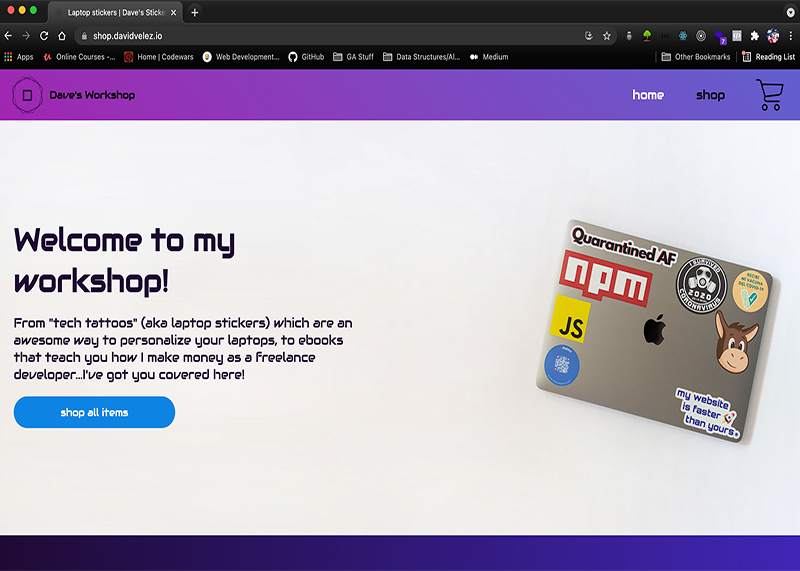 Laptop stickers | Dave's Sticke
shop.davidvelez.io
Apps
Online Courses -...
Home | Codewars
Web Development...
GitHub
GA Stuff
Data Structures/Al...
Medium
Other Bookmarks
Reading List
Dave's Workshop
home
shop
Welcome to my
workshop!
From "tech tattoos" (aka laptop stickers) which are an
awesome way to personalize your laptops, to ebooks
that teach you how I make money as a freelance
developer...I've got you covered here!
shop all items
Quarantined AF
npm
I SURVIVED
2020
CORONAVIRUS
RECIBÍ
MI VACUNA
DEL COVID-19
JS
my website
is faster
than yours